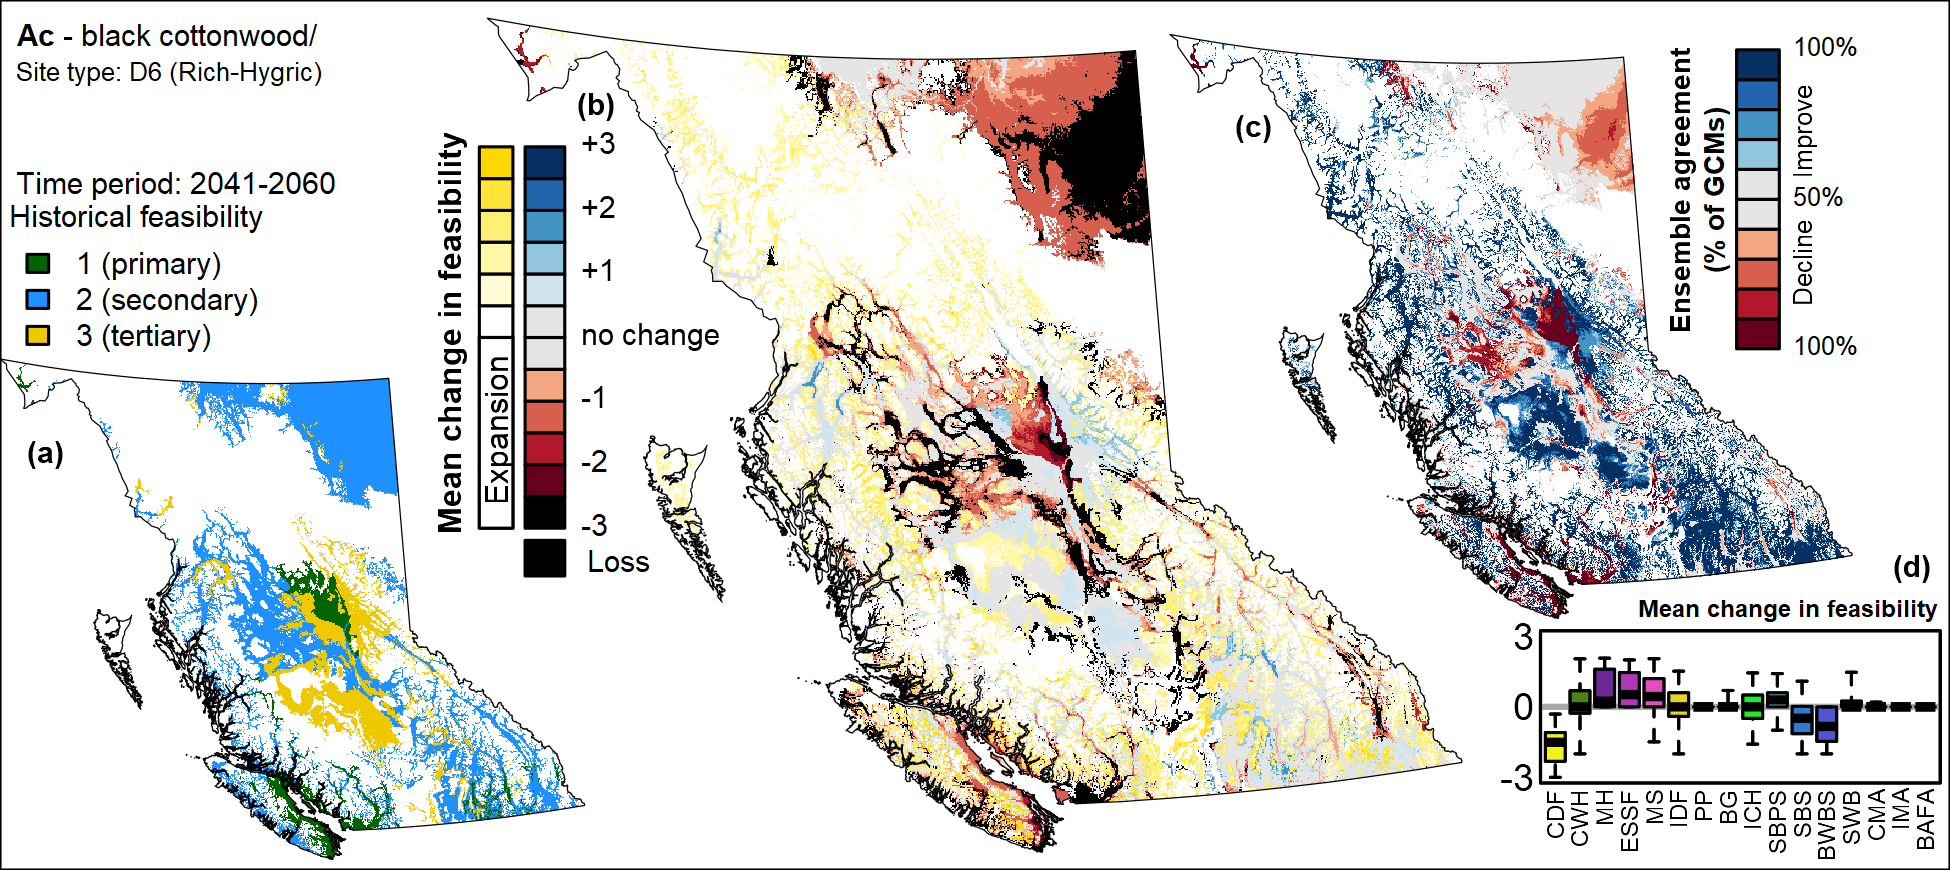 Ac - black cottonwood/
Site type: D6 (Rich-Hygric)
Time period: 2041-2060
Historical feasibility
1 (primary)
2 (secondary)
3 (tertiary)
(a)
(b)
Mean change in feasibility
Expansion
+3
+2
+1
no change
-1
-2
-3
Loss
(c)
Ensemble agreement
(% of GCMs)
100%
Improve
50%
Decline
100%
(d)
Mean change in feasibility
3
0
-3
CDF
CWH
MH
ESSF
MS
IDF
PP
BG
ICH
SBPS
SBS
BWBS
SWB
CMA
IMA
BAFA